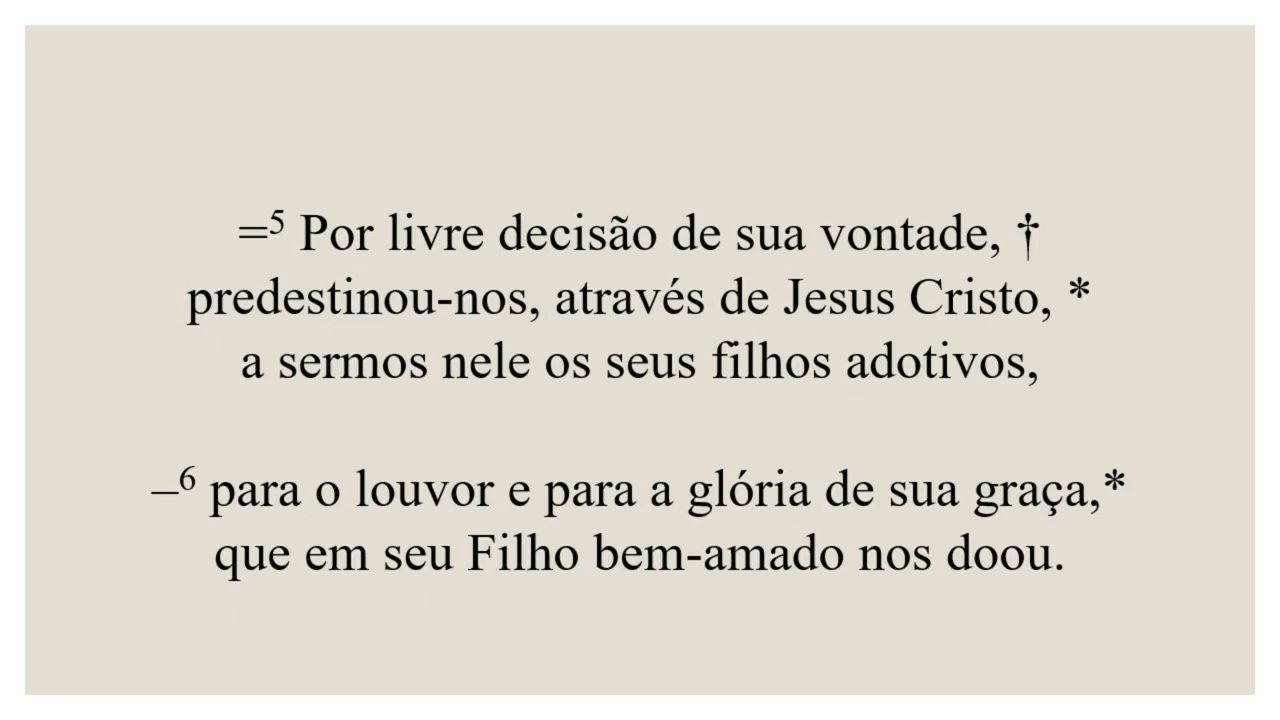 =⁵ Por livre decisão de sua vontade, †
predestinou-nos, através de Jesus Cristo, *
a sermos nele os seus filhos adotivos,
–⁶ para o louvor e para a glória de sua graça,*
que em seu Filho bem-amado nos doou.